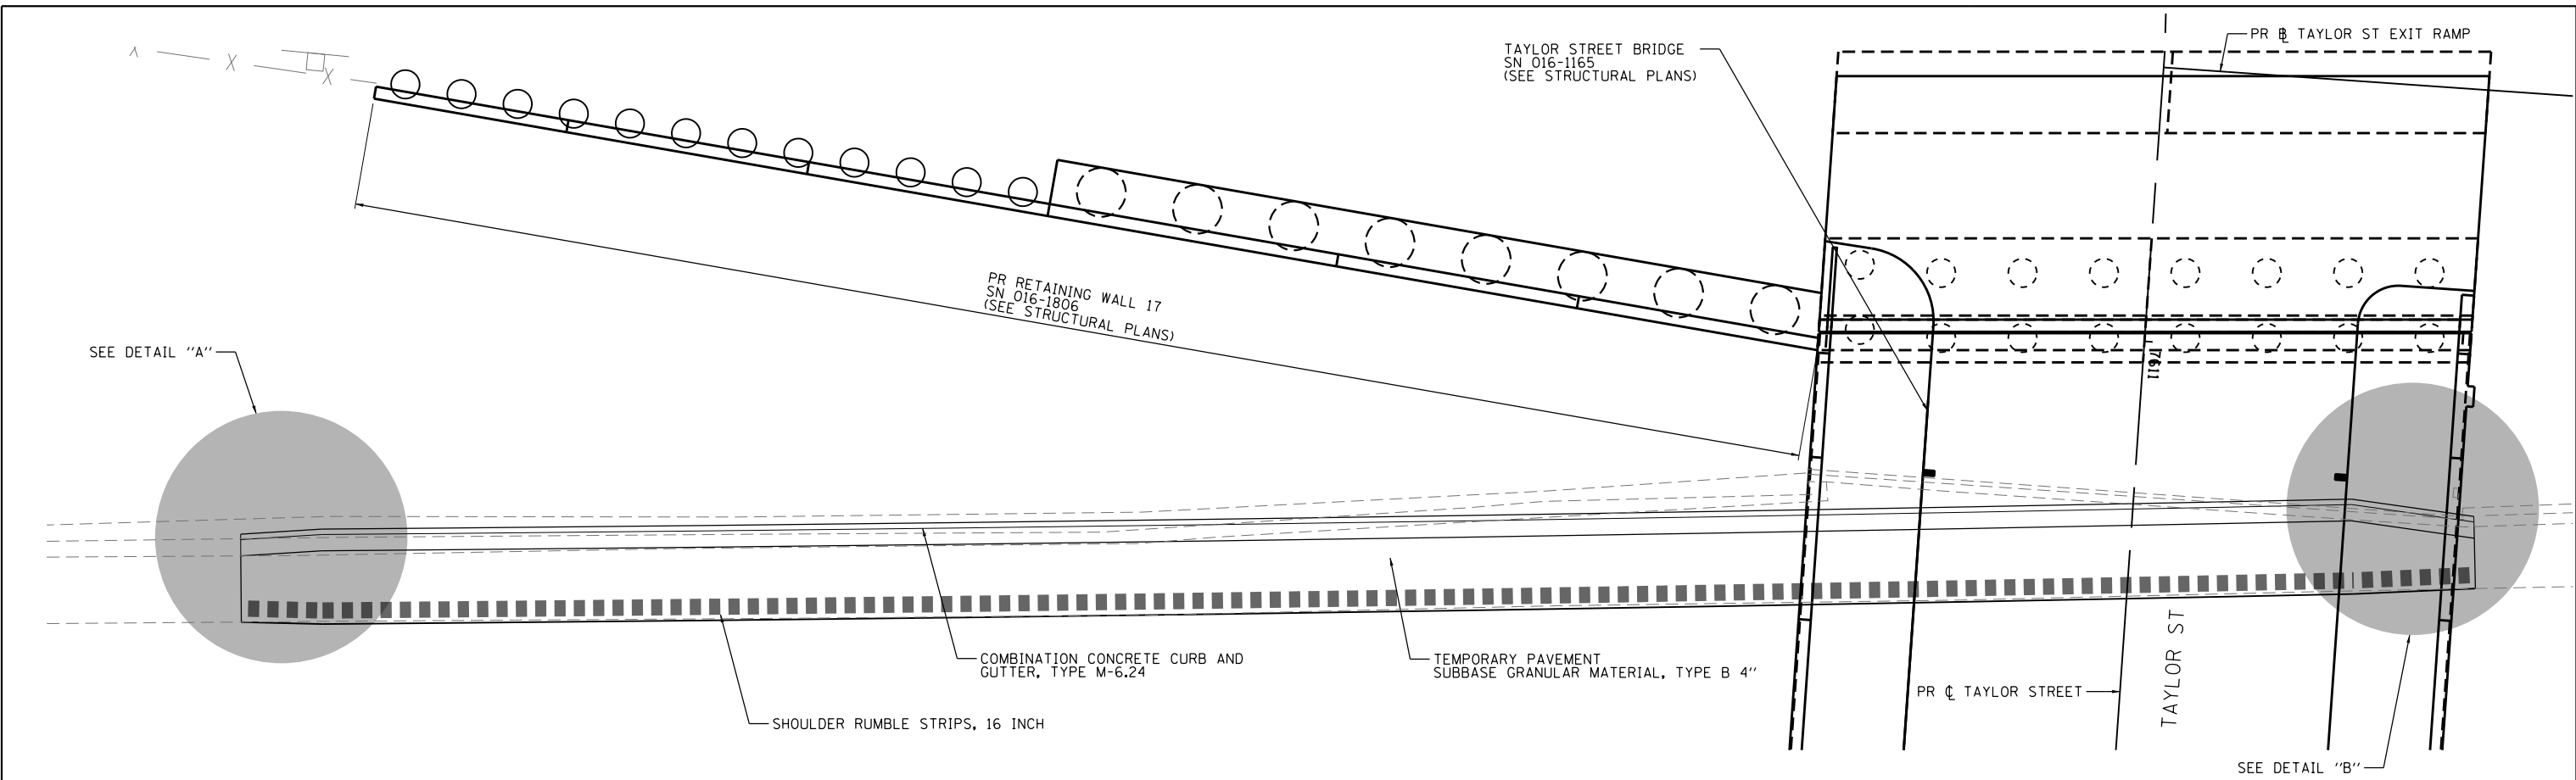 TAYLOR STREET BRIDGE
SN 016-1165
(SEE STRUCTURAL PLANS)
PR ⅊ TAYLOR ST EXIT RAMP
PR RETAINING WALL 17
SN 016-1806
(SEE STRUCTURAL PLANS)
SEE DETAIL "A"
7611
COMBINATION CONCRETE CURB AND
GUTTER, TYPE M-6.24
TEMPORARY PAVEMENT
SUBBASE GRANULAR MATERIAL, TYPE B 4"
SHOULDER RUMBLE STRIPS, 16 INCH
PR ℄ TAYLOR STREET
TAYLOR ST
SEE DETAIL "B"